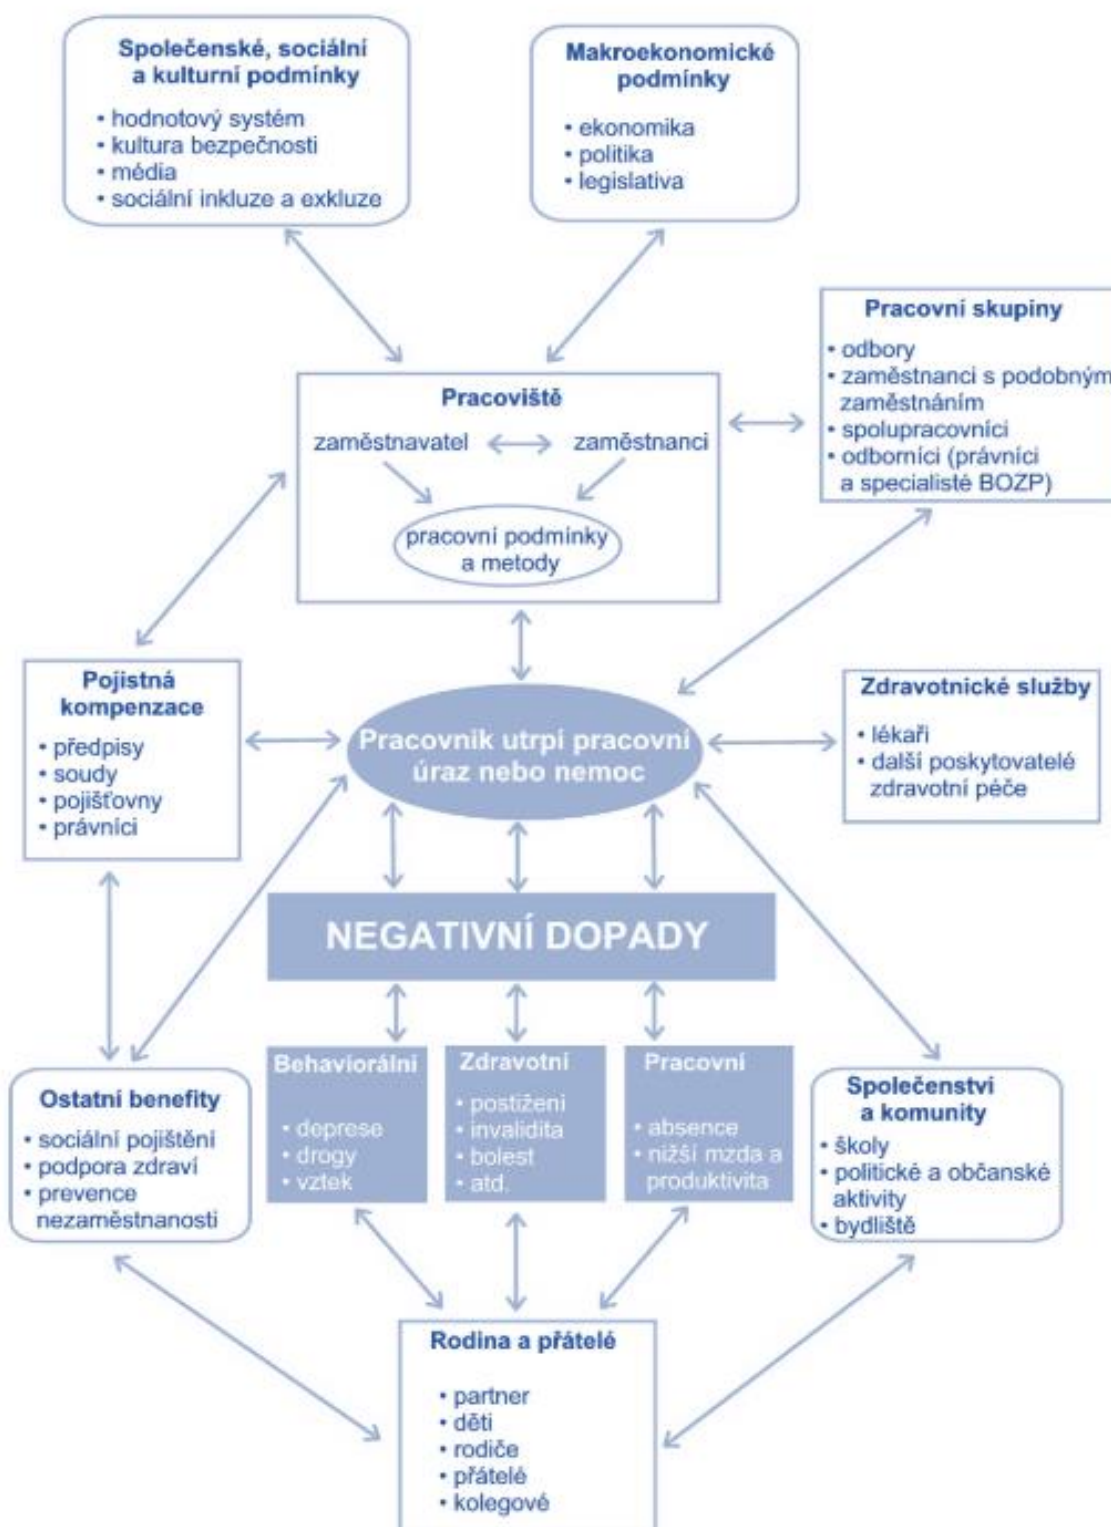 Společenské, sociální
a kulturní podmínky
• hodnotový systém
• kultura bezpečnosti
• média
• sociální inkluze a exkluze
Makroekonomické
podmínky
• ekonomika
• politika
• legislativa
Pracovní skupiny
• odbory
• zaměstnanci s podobným
zaměstnáním
• spolupracovníci
• odborníci (právníci
a specialisté BOZP)
Pracoviště
zaměstnavatel
zaměstnanci
pracovní podmínky
a metody
Pojistná
kompenzace
• předpisy
• soudy
• pojišťovny
• právníci
Pracovnik utrpí pracovní
úraz nebo nemoc
Zdravotnické služby
• lékaři
• další poskytovatelé
zdravotní péče
NEGATIVNÍ DOPADY
Behaviorální
• deprese
• drogy
• vztek
Zdravotní
• postižení
• invalidita
• bolest
• atd.
Pracovní
• absence
• nižší mzda a
produktivita
Ostatní benefity
• sociální pojištění
• podpora zdraví
• prevence
nezaměstnanosti
Společenství
a komunity
• školy
• politické a občanské
aktivity
• bydliště
Rodina a přátelé
• partner
• děti
• rodiče
• přátelé
• kolegové